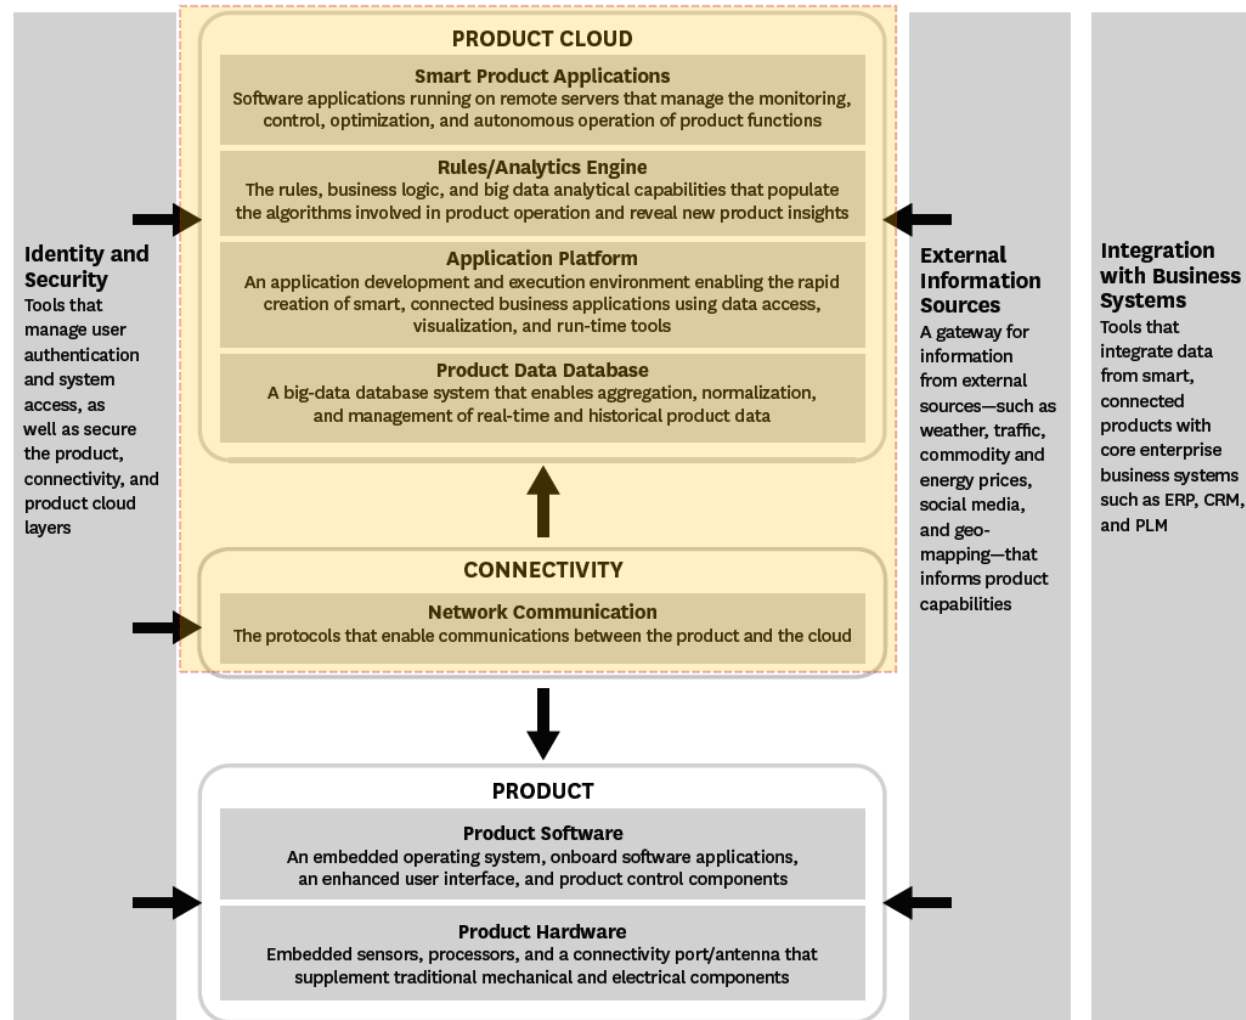 PRODUCT CLOUD
Smart Product Applications
Software applications running on remote servers that manage the monitoring,
control, optimization, and autonomous operation of product functions
Rules/Analytics Engine
The rules, business logic, and big data analytical capabilities that populate
the algorithms involved in product operation and reveal new product insights
Application Platform
An application development and execution environment enabling the rapid
creation of smart, connected business applications using data access,
visualization, and run-time tools
Product Data Database
A big-data database system that enables aggregation, normalization,
and management of real-time and historical product data
CONNECTIVITY
Network Communication
The protocols that enable communications between the product and the cloud
PRODUCT
Product Software
An embedded operating system, onboard software applications,
an enhanced user interface, and product control components
Product Hardware
Embedded sensors, processors, and a connectivity port/antenna that
supplement traditional mechanical and electrical components
Identity and
Security
Tools that
manage user
authentication
and system
access, as
well as secure
the product,
connectivity, and
product cloud
layers
External
Information
Sources
A gateway for
information
from external
sources—such as
weather, traffic,
commodity and
energy prices,
social media,
and geo-
mapping—that
informs product
capabilities
Integration
with Business
Systems
Tools that
integrate data
from smart,
connected
products with
core enterprise
business systems
such as ERP, CRM,
and PLM